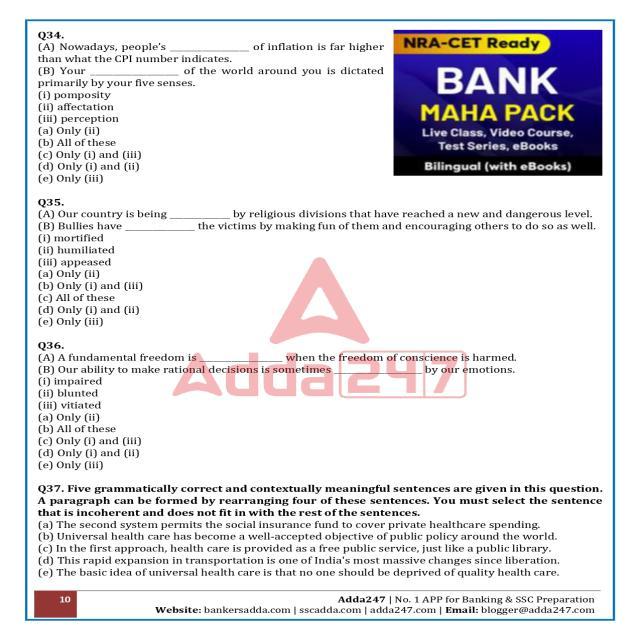 Q34.
(A) Nowadays, people's ________________ of inflation is far higher
than what the CPI number indicates.
(B) Your __________________ of the world around you is dictated
primarily by your five senses.
(i) pomposity
(ii) affectation
(iii) perception
(a) Only (ii)
(b) All of these
(c) Only (i) and (iii)
(d) Only (i) and (ii)
(e) Only (iii)
NRA-CET Ready
BANK
MAHA PACK
Live Class, Video Course,
Test Series, eBooks
Bilingual (with eBooks)
Q35.
(A) Our country is being ____________ by religious divisions that have reached a new and dangerous level.
(B) Bullies have ______________ the victims by making fun of them and encouraging others to do so as well.
(i) mortified
(ii) humiliated
(iii) appeased
(a) Only (ii)
(b) Only (i) and (iii)
(c) All of these
(d) Only (i) and (ii)
(e) Only (iii)
Q36.
(A) A fundamental freedom is _________________ when the freedom of conscience is harmed.
(B) Our ability to make rational decisions is sometimes __________________ by our emotions.
(i) impaired
(ii) blunted
(iii) vitiated
(a) Only (ii)
(b) All of these
(c) Only (i) and (iii)
(d) Only (i) and (ii)
(e) Only (iii)
Adda247
Q37. Five grammatically correct and contextually meaningful sentences are given in this question.
A paragraph can be formed by rearranging four of these sentences. You must select the sentence
that is incoherent and does not fit in with the rest of the sentences.
(a) The second system permits the social insurance fund to cover private healthcare spending.
(b) Universal health care has become a well-accepted objective of public policy around the world.
(c) In the first approach, health care is provided as a free public service, just like a public library.
(d) This rapid expansion in transportation is one of India's most massive changes since liberation.
(e) The basic idea of universal health care is that no one should be deprived of quality health care.
10
Adda247 | No. 1 APP for Banking & SSC Preparation
Website: bankersadda.com | sscadda.com | adda247.com | Email: blogger@adda247.com